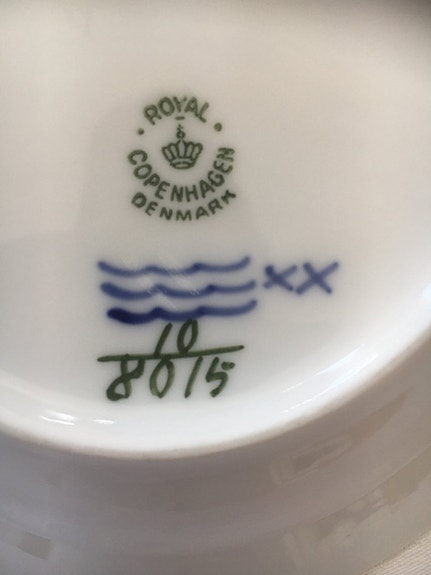 ROYAL
COPENHAGEN
DENMARK
XX
10
8015